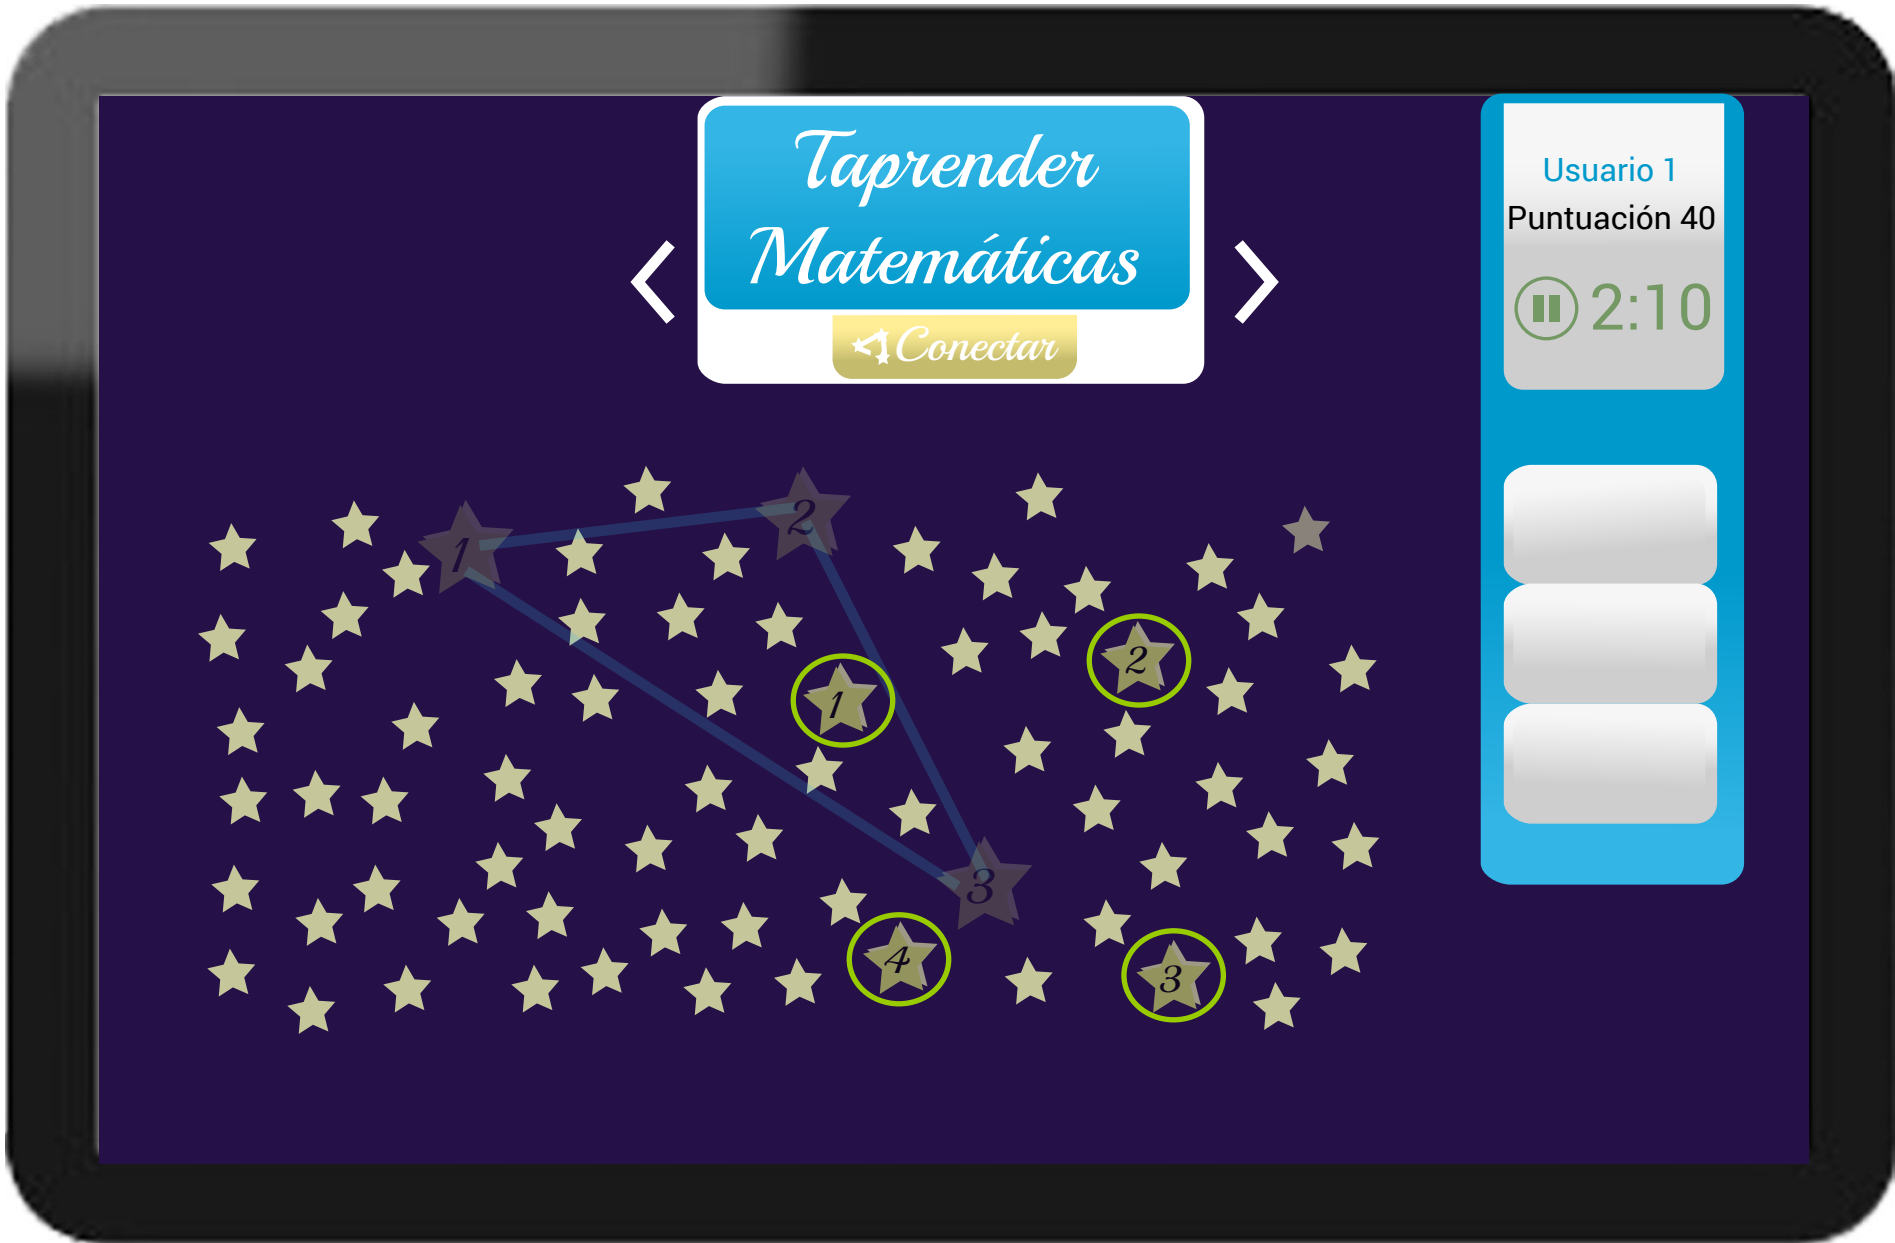 Taprender
Matemáticas
Conectar
Usuario 1
Puntuación 40
2:10
1
2
3
1
2
4
3